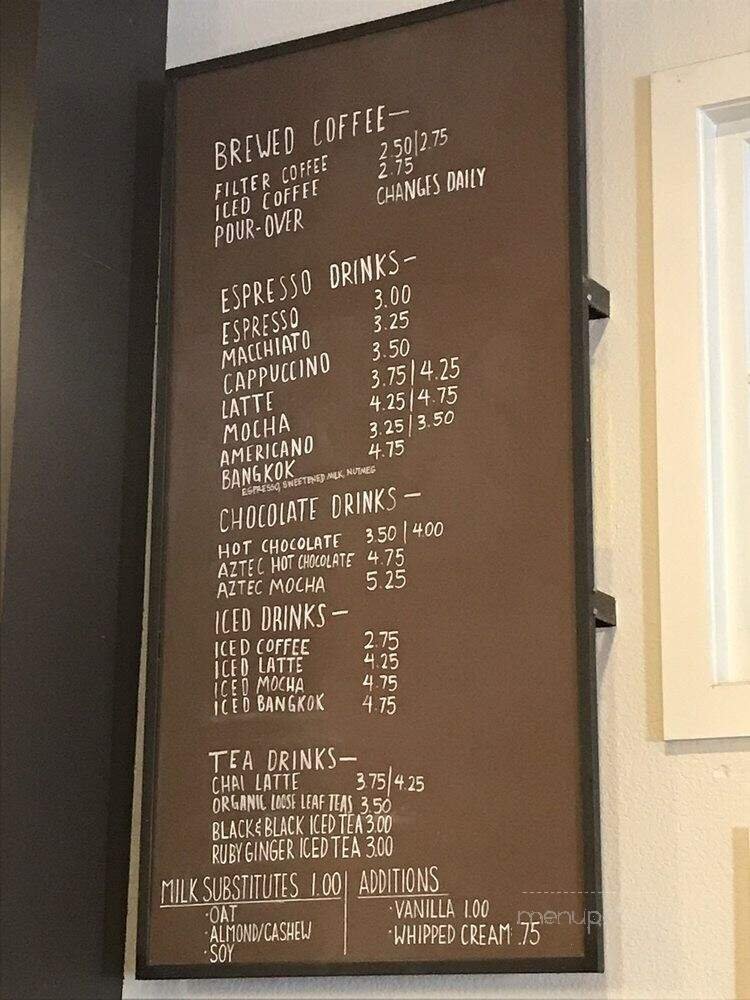 BREWED COFFEE—
FILTER COFFEE 2.50|2.75
ICED COFFEE 2.75
POUR-OVER CHANGES DAILY
ESPRESSO DRINKS—
ESPRESSO 3.00
MACCHIATO 3.25
CAPPUCCINO 3.50
LATTE 3.75|4.25
MOCHA 4.25|4.75
AMERICANO 3.25|3.50
BANGKOK 4.75
ESPRESSO, SWEETENED MILK, NUTMEG
CHOCOLATE DRINKS—
HOT CHOCOLATE 3.50|4.00
AZTEC HOT CHOCOLATE 4.75
AZTEC MOCHA 5.25
ICED DRINKS—
ICED COFFEE 2.75
ICED LATTE 4.25
ICED MOCHA 4.75
ICED BANGKOK 4.75
TEA DRINKS—
CHAI LATTE 3.75/4.25
ORGANIC LOOSE LEAF TEAS 3.50
BLACK&BLACK ICED TEA 3.00
RUBY GINGER ICED TEA 3.00
MILK SUBSTITUTES 1.00 | ADDITIONS
·OAT ·VANILLA 1.00
·ALMOND/CASHEW ·WHIPPED CREAM .75
·SOY